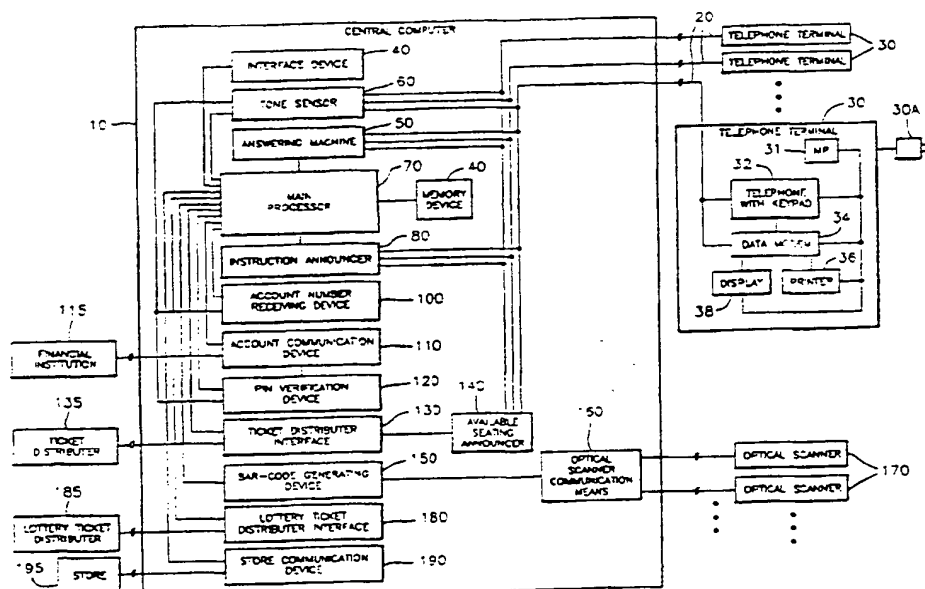 CENTRAL COMPUTER
10
40
INTERFACE DEVICE
60
TONE SENSOR
50
ANSWERING MACHINE
70
MAIN
PROCESSOR
40
MEMORY
DEVICE
80
INSTRUCTION ANNOUNCER
ACCOUNT NUMBER
RECEIVING DEVICE
100
ACCOUNT COMMUNICATION
DEVICE
110
PIN VERIFICATION
DEVICE
120
TICKET DISTRIBUTER
INTERFACE
130
140
AVAILABLE
SEATING
ANNOUNCER
BAR-CODE GENERATING
DEVICE
150
LOTTERY TICKET
DISTRIBUTER INTERFACE
180
STORE COMMUNICATION
DEVICE
190
OPTICAL
SCANNER
COMMUNICATION
MEANS
115
FINANCIAL
INSTITUTION
135
TICKET
DISTRIBUTER
185
LOTTERY TICKET
DISTRIBUTER
195
STORE
20
TELEPHONE TERMINAL
TELEPHONE TERMINAL
30
30
TELEPHONE TERMINAL
30A
31
MP
32
TELEPHONE
WITH KEYPAD
34
DATA MODEM
36
DISPLAY
PRINTER
38
OPTICAL SCANNER
OPTICAL SCANNER
170